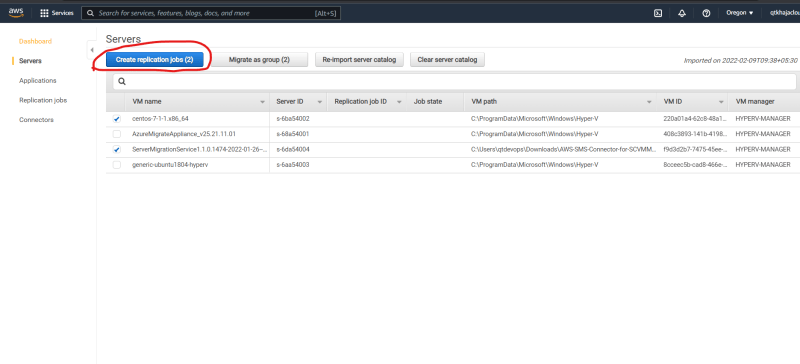 aws Services Search for services, features, blogs, docs, and more [Alt+S] Oregon qtkhajaclou
Dashboard
Servers
Applications
Replication jobs
Connectors
Servers
Create replication jobs (2) Migrate as group (2) Re-import server catalog Clear server catalog Imported on 2022-02-09T09:38+05:30
VM name Server ID Replication job ID Job state VM path VM ID VM manager
centos-7-1-1.x86_64 s-6ba54002 C:\ProgramData\Microsoft\Windows\Hyper-V 220a01a4-62c8-48a1... HYPERV-MANAGER
AzureMigrateAppliance_v25.21.11.01 s-68a54001 C:\ProgramData\Microsoft\Windows\Hyper-V 408c3893-141b-4198... HYPERV-MANAGER
ServerMigrationService1.1.0.1474-2022-01-26-... s-6da54004 C:\Users\qtdevops\Downloads\AWS-SMS-Connector-for-SCVMM... f9d3d2b7-7475-45ee-... HYPERV-MANAGER
generic-ubuntu1804-hyperv s-6aa54003 C:\ProgramData\Microsoft\Windows\Hyper-V 8cceec5b-cad8-466e-... HYPERV-MANAGER